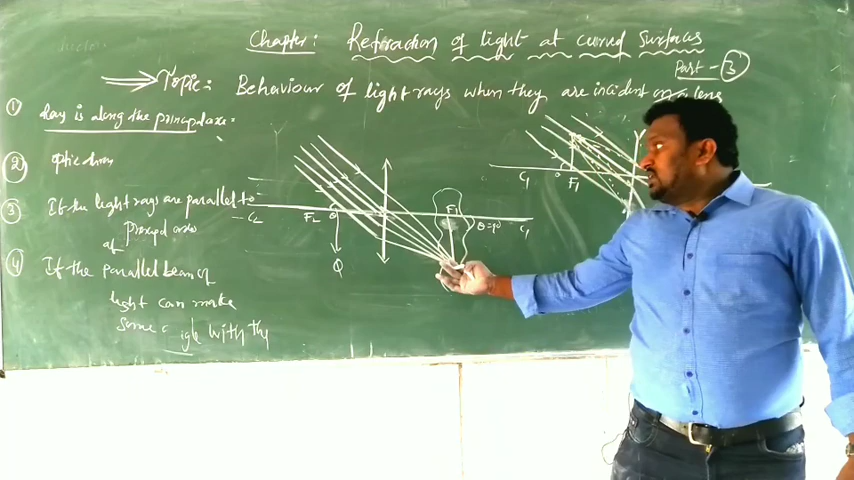 Chapter: Refraction of light at curved surfaces
Part - 3
Topic: Behaviour of light rays when they are incident on a lens
1 Ray is along the principal axis.
2 optic
3 If the light rays are parallel to
Principal axis
4 If the parallel beam of
light can make
Some with the
C2
F2
θ
Q
F1
θ=90
C1
C1
θ
F1